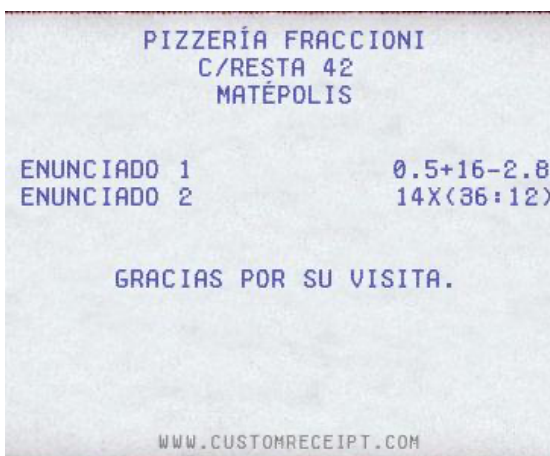 PIZZERÍA FRACCIONI
C/RESTA 42
MATÉPOLIS
ENUNCIADO 1 0.5+16-2.8
ENUNCIADO 2 14X(36:12)
GRACIAS POR SU VISITA.
WWW.CUSTOMRECEIPT.COM